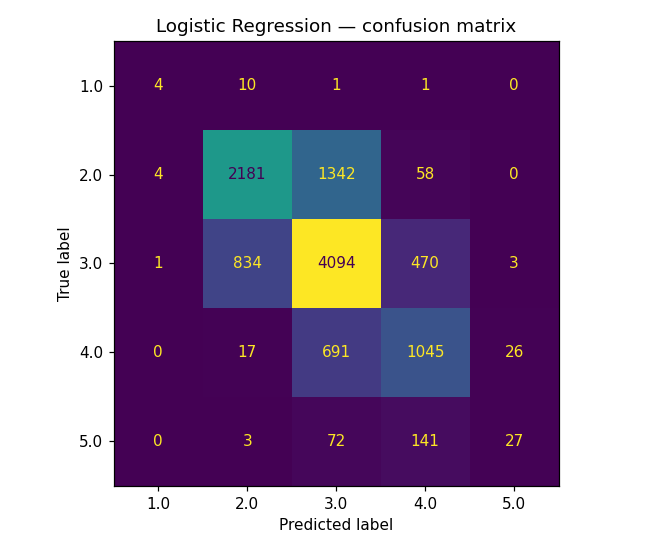 Logistic Regression — confusion matrix
True label
1.0 4 10 1 1 0
2.0 4 2181 1342 58 0
3.0 1 834 4094 470 3
4.0 0 17 691 1045 26
5.0 0 3 72 141 27
1.0 2.0 3.0 4.0 5.0
Predicted label